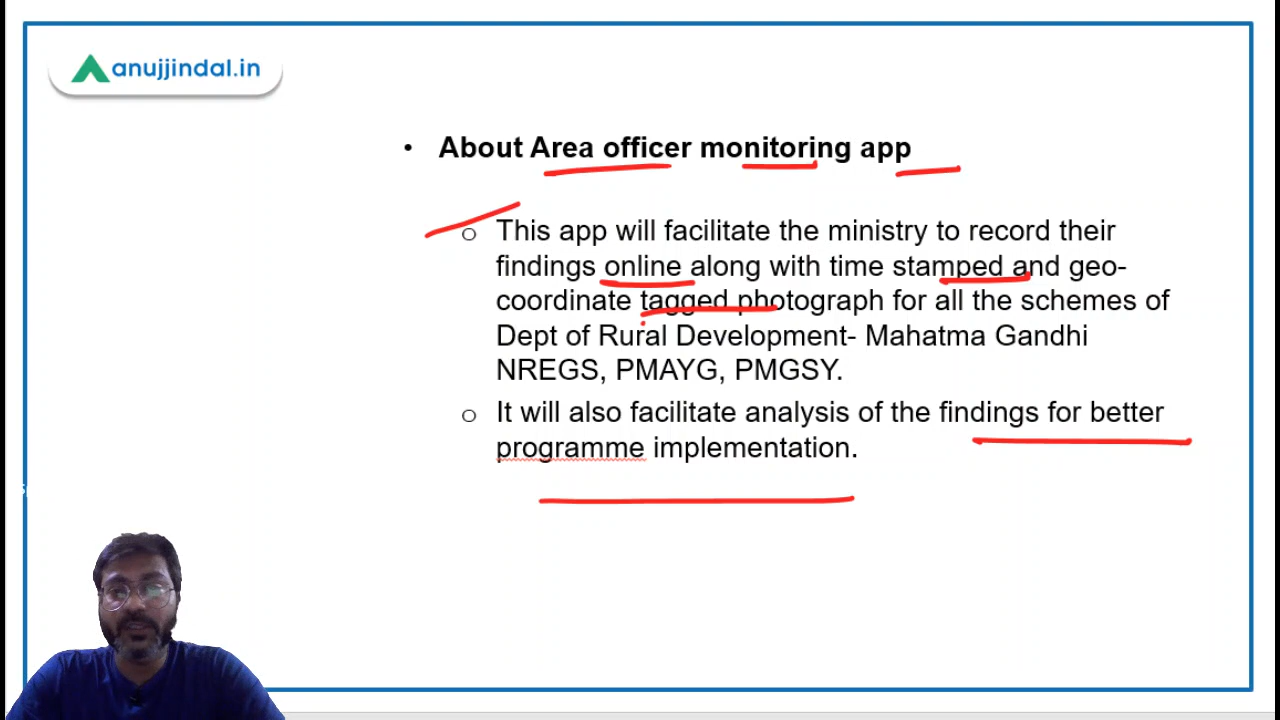 anujjindal.in
• About Area officer monitoring app
o This app will facilitate the ministry to record their
findings online along with time stamped and geo-
coordinate tagged photograph for all the schemes of
Dept of Rural Development- Mahatma Gandhi
NREGS, PMAYG, PMGSY.
o It will also facilitate analysis of the findings for better
programme implementation.